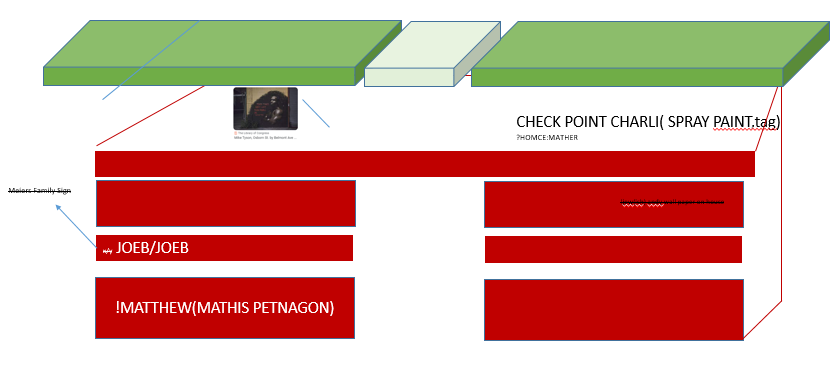 CHECK POINT CHARLI( SPRAY PAINT.tag)
?HOMCE:MATHER
Meiers Family Sign
JOEB/JOEB
!MATTHEW(MATHIS PETNAGON)